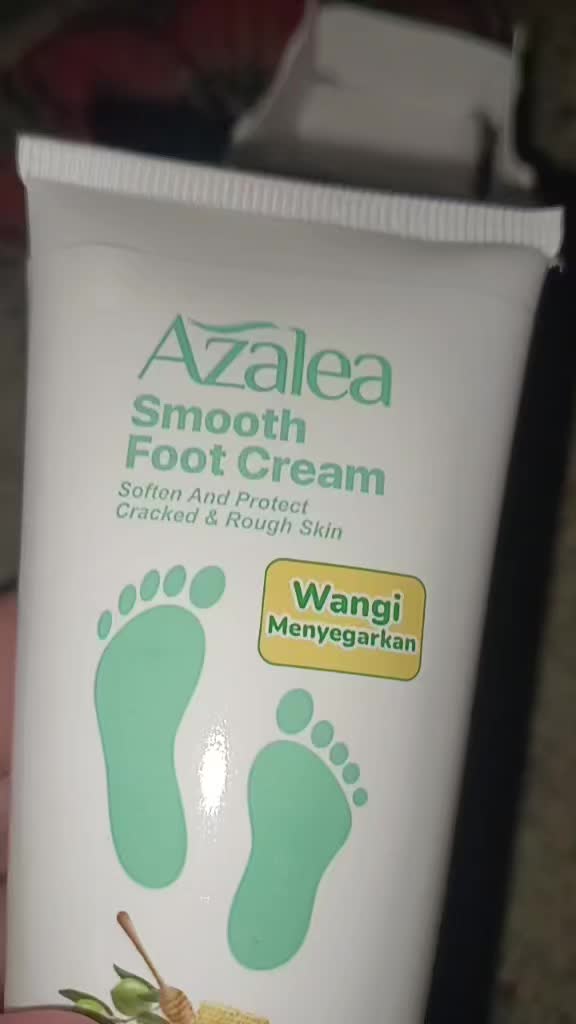 Azalea
Smooth
Foot Cream
Soften And Protect
Cracked & Rough Skin
Wangi
Menyegarkan